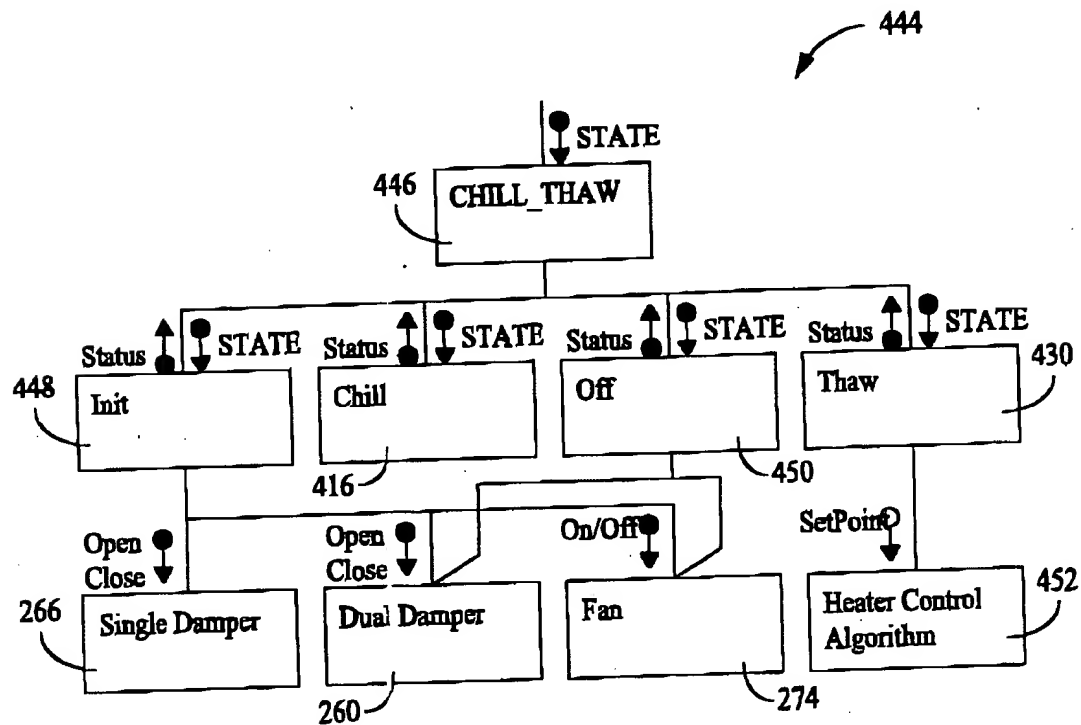 444
STATE
446
CHILL_THAW
Status STATE
Status STATE
Status STATE
Status STATE
448
Init
Chill
Off
Thaw
430
416
450
Open
Close
Open
Close
On/Off
SetPoint
266
Single Damper
Dual Damper
Fan
Heater Control
Algorithm
452
260
274